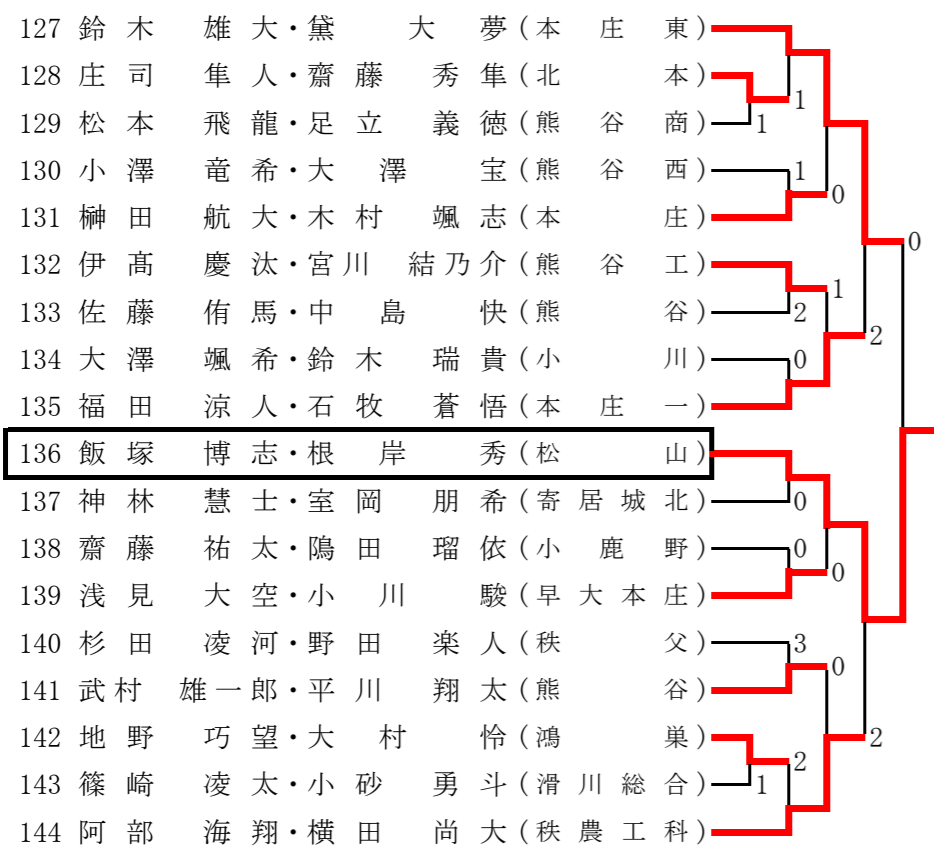 127 鈴木 雄大・黛 大夢(本庄東)
1
128 庄司 隼人・齋藤 秀隼(北本)
129 松本 飛龍・足立 義徳(熊谷商) 1
130 小澤 竜希・大澤 宝(熊谷西) 1
0
131 榊田 航大・木村 颯志(本庄)
0
132 伊髙 慶汰・宮川 結乃介(熊谷工)
1
133 佐藤 侑馬・中島 快(熊谷) 2
2
134 大澤 颯希・鈴木 瑞貴(小川) 0
135 福田 涼人・石牧 蒼悟(本庄一)
136 飯塚 博志・根岸 秀(松山)
137 神林 慧士・室岡 朋希(寄居城北) 0
138 齋藤 祐太・隝田 瑠依(小鹿野) 0
0
139 浅見 大空・小川 駿(早大本庄)
140 杉田 凌河・野田 楽人(秩父) 3
0
141 武村 雄一郎・平川 翔太(熊谷)
142 地野 巧望・大村 怜(鴻巣) 2
2
143 篠崎 凌太・小砂 勇斗(滑川総合) 1
144 阿部 海翔・横田 尚大(秩農工科)